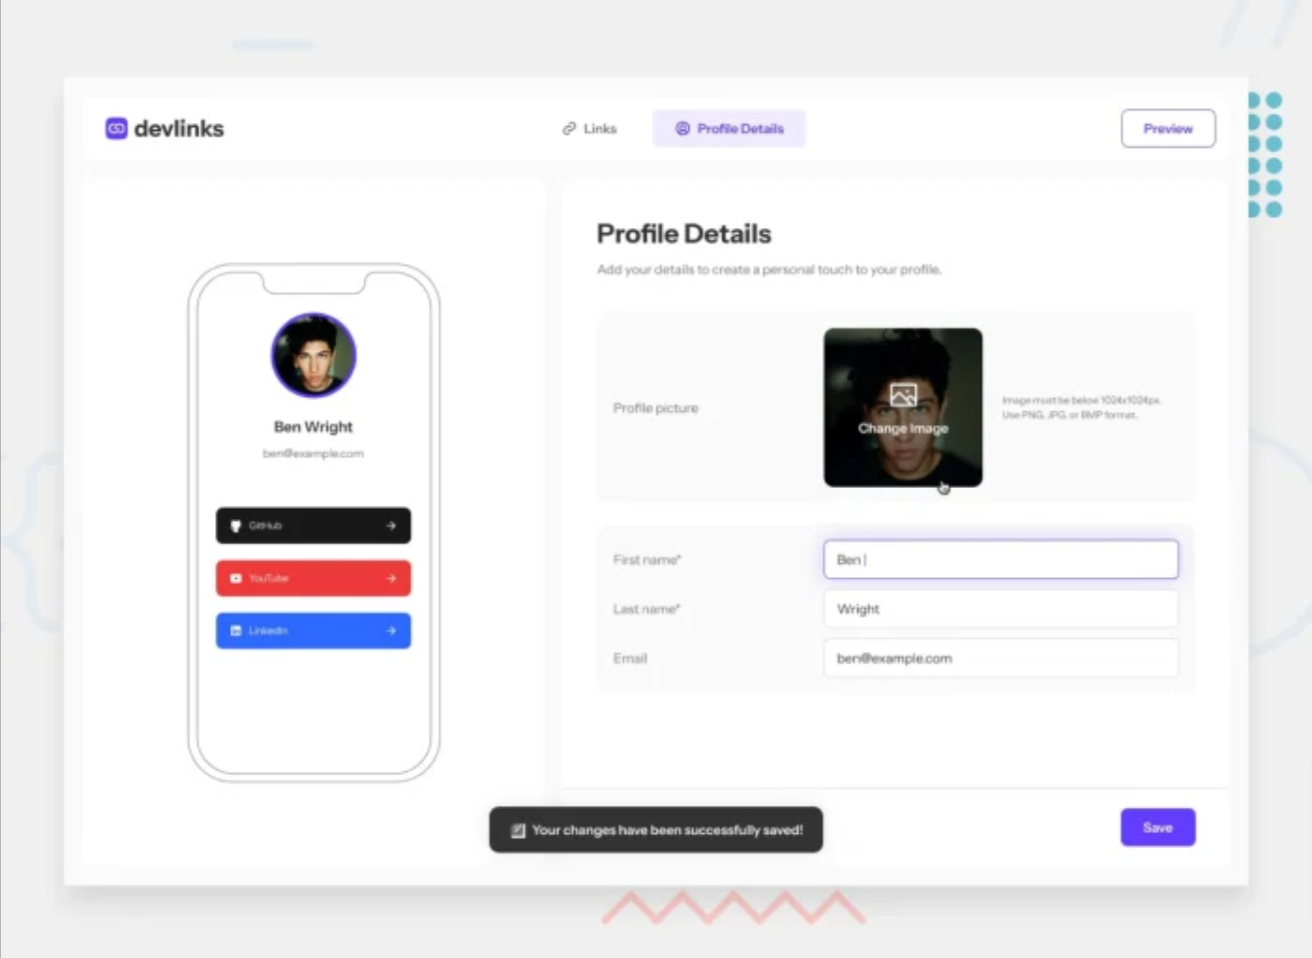 devlinks
Links
Profile Details
Preview
Ben Wright
ben@example.com
GitHub
YouTube
LinkedIn
Profile Details
Add your details to create a personal touch to your profile.
Profile picture
Change Image
Image must be below 1024x1024px.
Use PNG, JPG, or BMP format.
First name*
Ben
Last name*
Wright
Email
ben@example.com
Your changes have been successfully saved!
Save